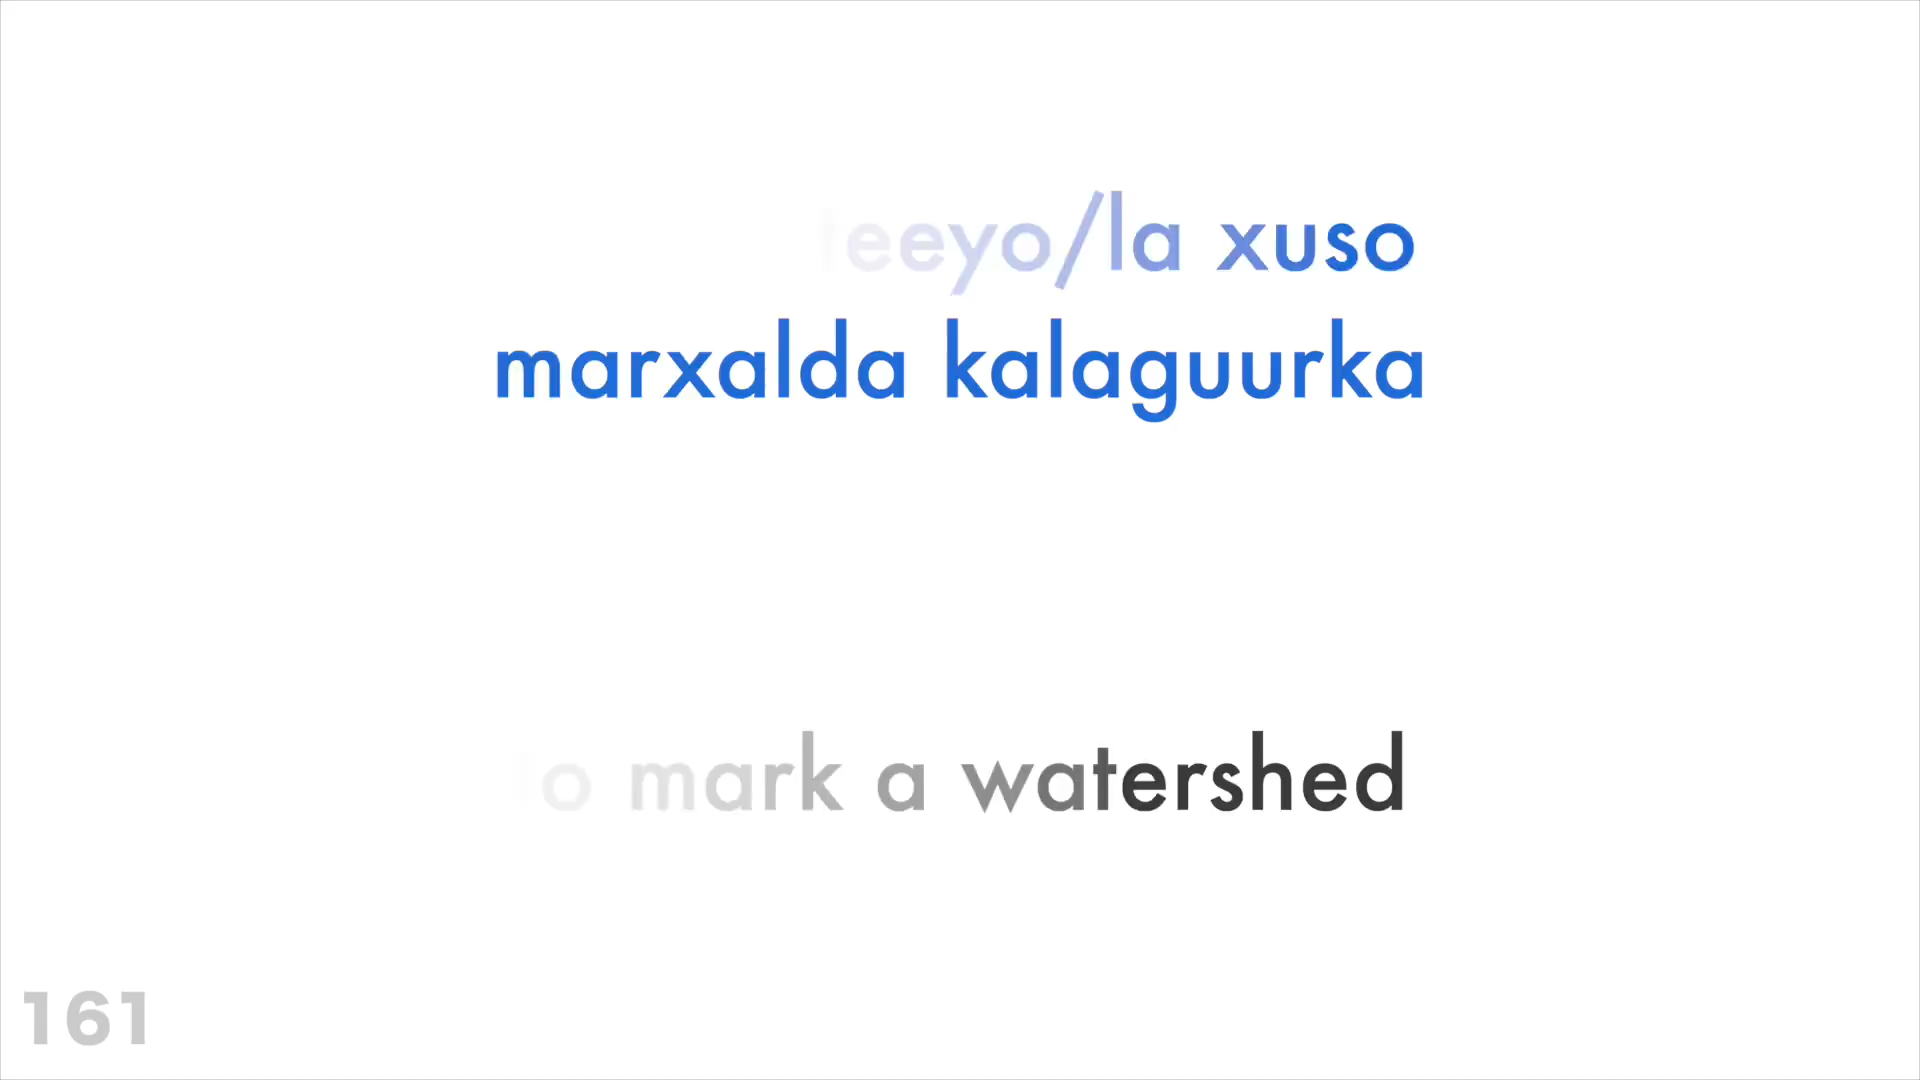 leeyo/la xuso
marxalda kalaguurka
to mark a watershed
161